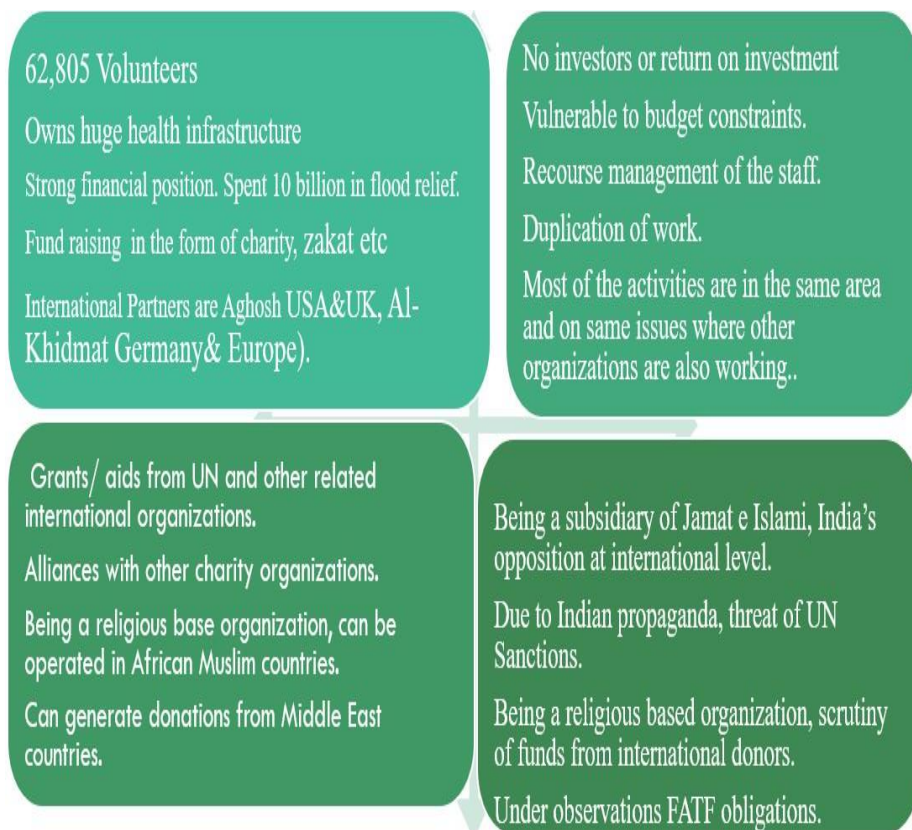 62,805 Volunteers
Owns huge health infrastructure
Strong financial position. Spent 10 billion in flood relief.
Fund raising in the form of charity, zakat etc
International Partners are Aghosh USA&UK, Al-
Khidmat Germany& Europe).
No investors or return on investment
Vulnerable to budget constraints.
Recourse management of the staff.
Duplication of work.
Most of the activities are in the same area
and on same issues where other
organizations are also working..
Grants/ aids from UN and other related
international organizations.
Alliances with other charity organizations.
Being a religious base organization, can be
operated in African Muslim countries.
Can generate donations from Middle East
countries.
Being a subsidiary of Jamat e Islami, India’s
opposition at international level.
Due to Indian propaganda, threat of UN
Sanctions.
Being a religious based organization, scrutiny
of funds from international donors.
Under observations FATF obligations.